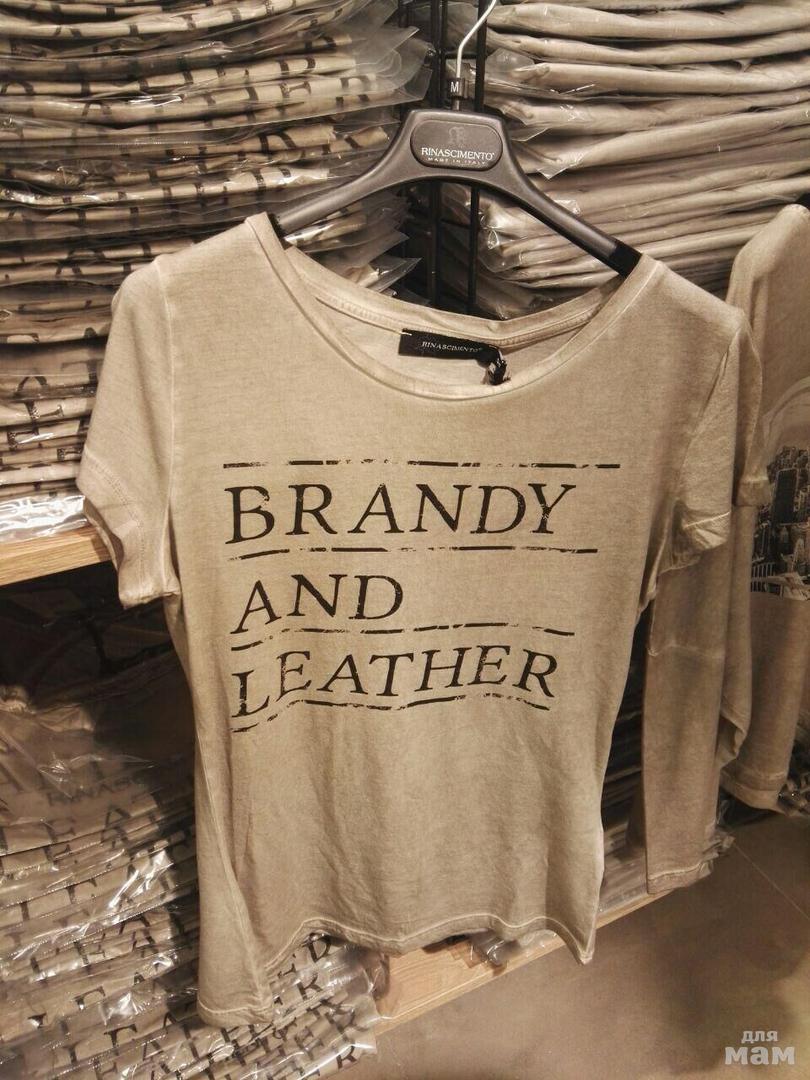 M
RINASCIMENTO
MADE IN ITALY
RINASCIMENTO
BRANDY
AND
LEATHER
для
мам